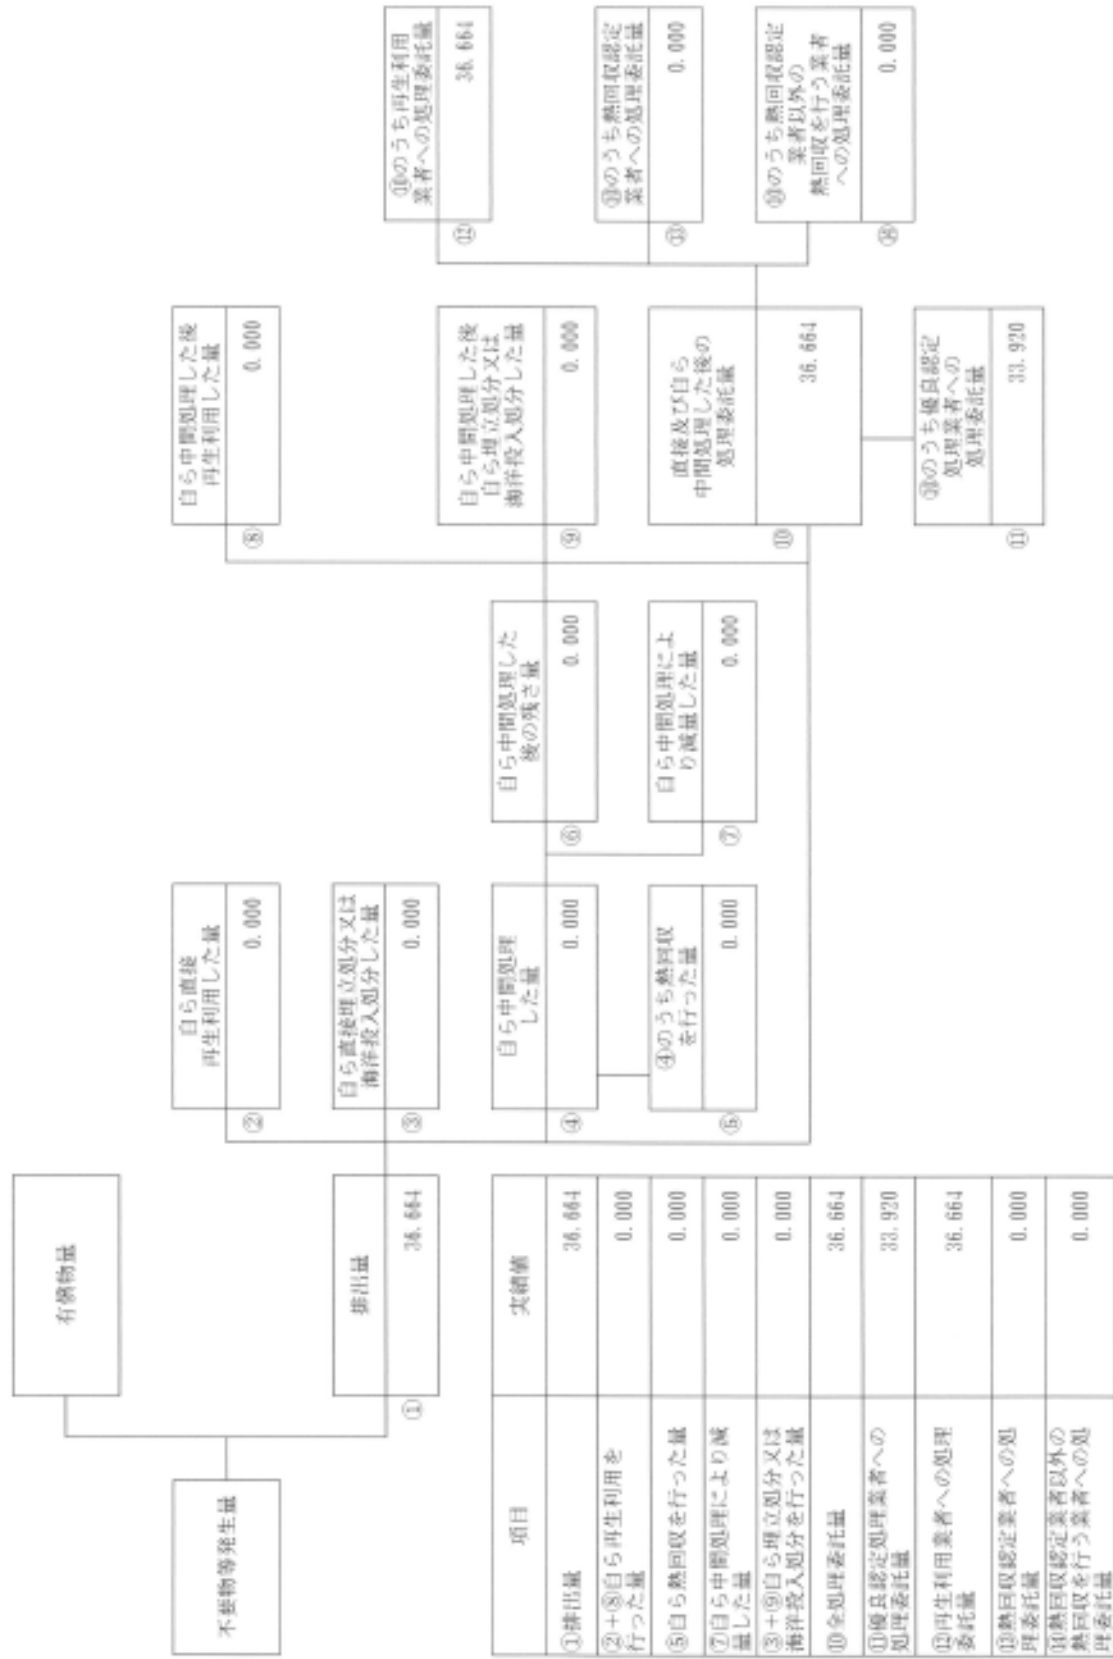 有償物量
不要物等発生量
排出量
① 36.664
自ら直接
再生利用した量
② 0.000
自ら直接埋立処分又は
海洋投入処分した量
③ 0.000
自ら中間処理
した量
④ 0.000
④のうち熱回収
を行った量
⑤ 0.000
自ら中間処理した
後の残さ量
⑥ 0.000
自ら中間処理によ
り減量した量
⑦ 0.000
自ら中間処理した後
再生利用した量
⑧ 0.000
自ら中間処理した後
自ら埋立処分又は
海洋投入処分した量
⑨ 0.000
直接及び自ら
中間処理した後の
処理委託量
⑩ 36.664
⑩のうち優良認定
処理業者への
処理委託量
⑪ 33.920
⑩のうち再生利用
業者への処理委託量
⑫ 36.664
⑩のうち熱回収認定
業者への処理委託量
⑬ 0.000
⑩のうち熱回収認定
業者以外の
熱回収を行う業者
への処理委託量
⑭ 0.000
項目 実績値
①排出量 36.664
②+⑧自ら再生利用を
行った量 0.000
⑤自ら熱回収を行った量 0.000
⑦自ら中間処理により減
量した量 0.000
③+⑨自ら埋立処分又は
海洋投入処分を行った量 0.000
⑩全処理委託量 36.664
⑪優良認定処理業者への
処理委託量 33.920
⑫再生利用業者への処理
委託量 36.664
⑬熱回収認定業者への処
理委託量 0.000
⑭熱回収認定業者以外の
熱回収を行う業者への処
理委託量 0.000